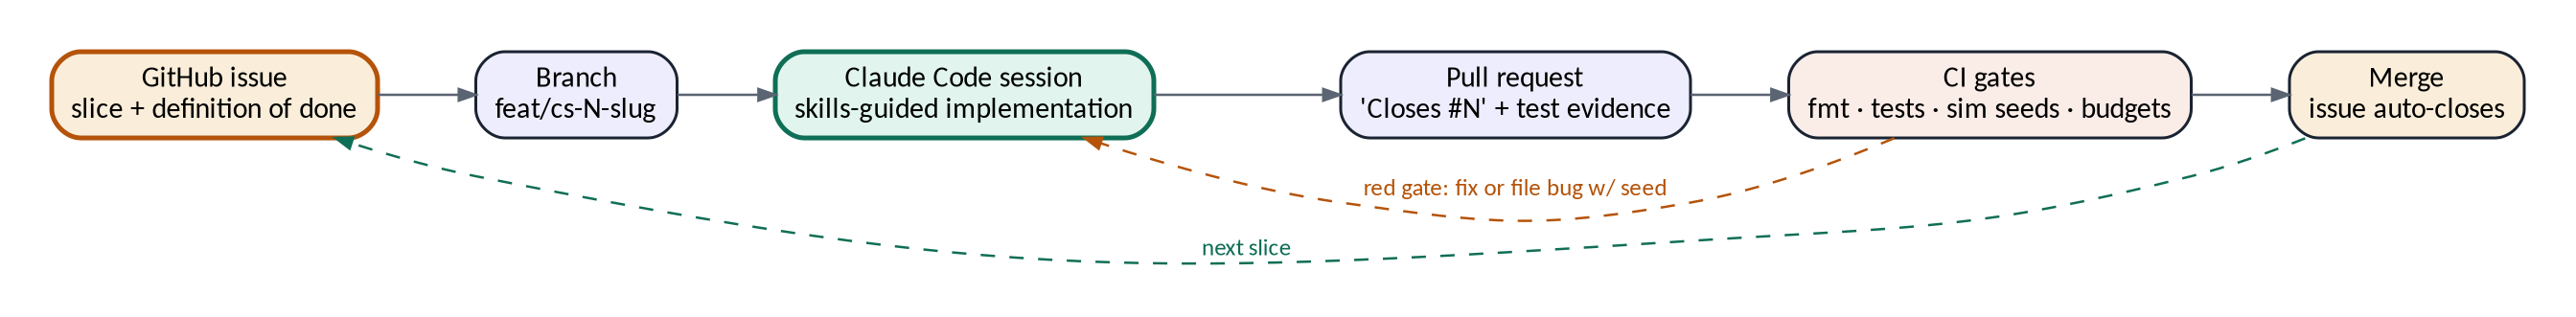 GitHub issue
slice + definition of done
Branch
feat/cs-N-slug
Claude Code session
skills-guided implementation
Pull request
'Closes #N' + test evidence
CI gates
fmt · tests · sim seeds · budgets
Merge
issue auto-closes
red gate: fix or file bug w/ seed
next slice